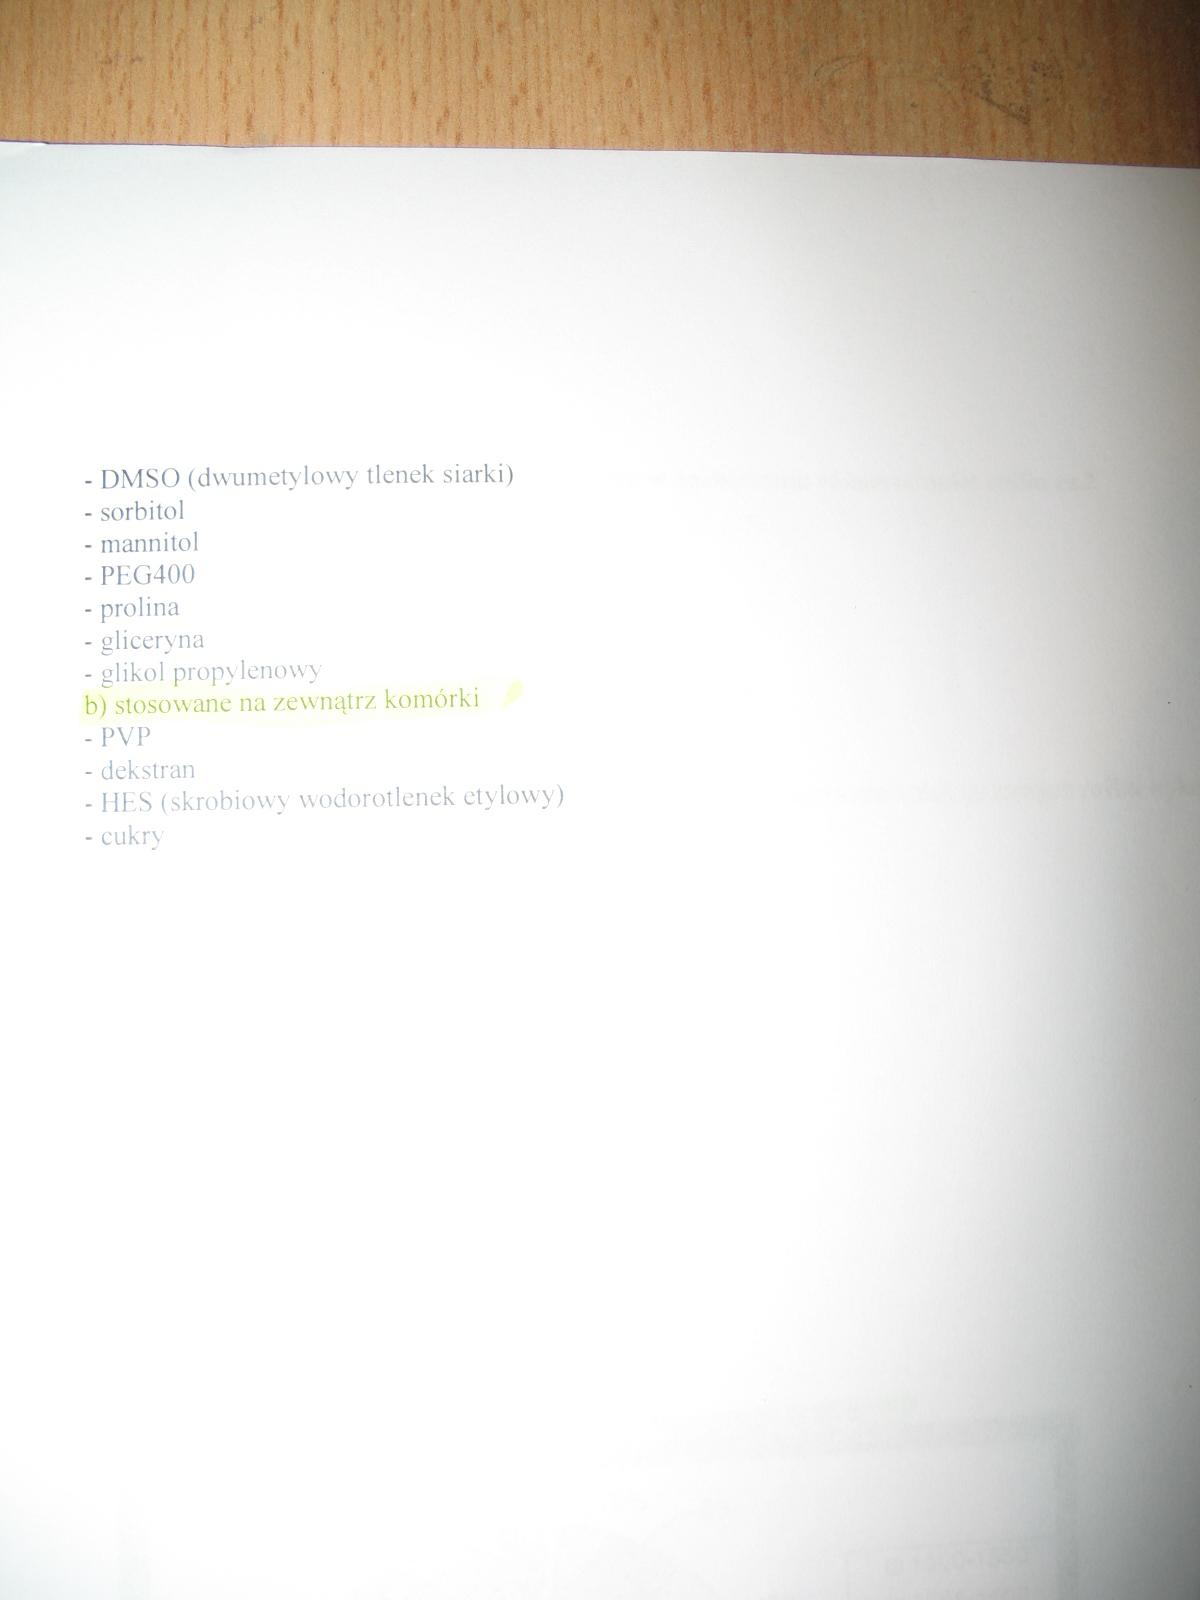 - DMSO (dwumetylowy tlenek siarki)
- sorbitol
- mannitol
- PEG400
- prolina
- gliceryna
- glikol propylenowy
b) stosowane na zewnątrz komórki
- PVP
- dekstran
- HES (skrobiowy wodorotlenek etylowy)
- cukry